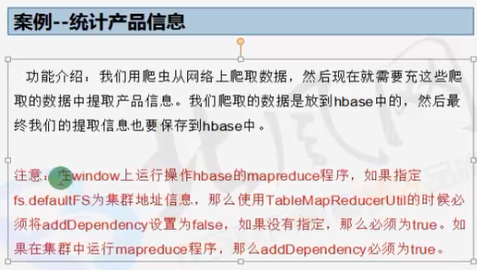 案例--统计产品信息
功能介绍：我们用爬虫从网络上爬取数据，然后现在就需要充这些爬
取的数据中提取产品信息。我们爬取的数据是放到hbase中的，然后最
终我们的提取信息也要保存到hbase中。
注意：在window上运行操作hbase的mapreduce程序，如果指定
fs.defaultFS为集群地址信息，那么使用TableMapReducerUtil的时候必
须将addDependency设置为false，如果没有指定，那么必须为true。如
果在集群中运行mapreduce程序，那么addDependency必须为true。
北风网